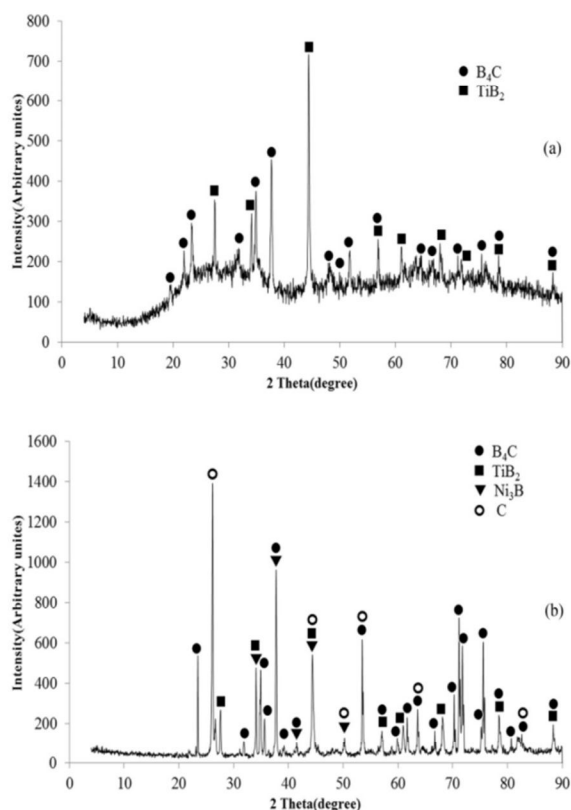 800
700
600
500
400
300
200
100
0
Intensity(Arbitrary unites)
B₄C
TiB₂
(a)
0 10 20 30 40 50 60 70 80 90
2 Theta(degree)
1600
1400
1200
1000
800
600
400
200
0
Intensity(Arbitrary unites)
B₄C
TiB₂
Ni₃B
C
(b)
0 10 20 30 40 50 60 70 80 90
2 Theta(degree)